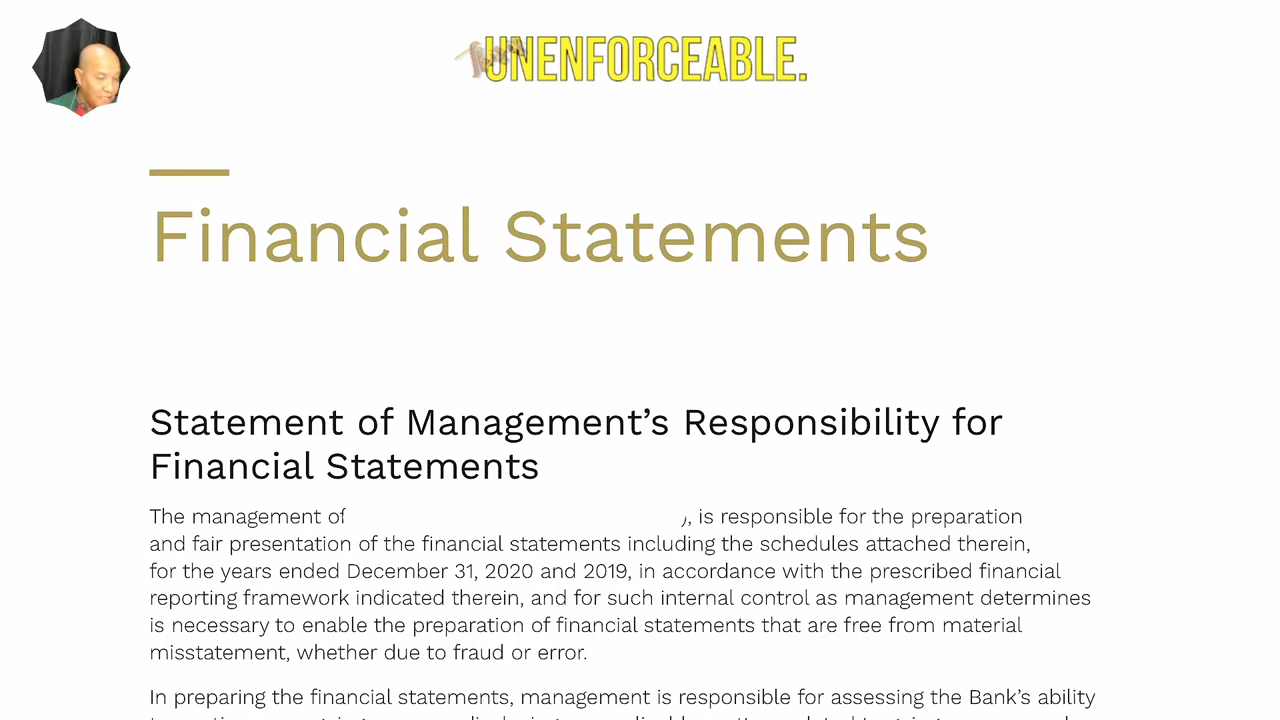 UNENFORCEABLE.
Financial Statements
Statement of Management’s Responsibility for
Financial Statements
The management of , is responsible for the preparation
and fair presentation of the financial statements including the schedules attached therein,
for the years ended December 31, 2020 and 2019, in accordance with the prescribed financial
reporting framework indicated therein, and for such internal control as management determines
is necessary to enable the preparation of financial statements that are free from material
misstatement, whether due to fraud or error.
In preparing the financial statements, management is responsible for assessing the Bank’s ability